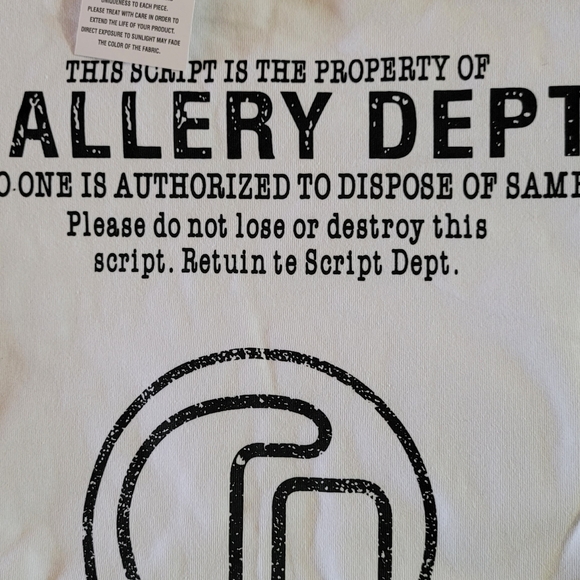 UNIQUENESS TO EACH PIECE.
PLEASE TREAT WITH CARE IN ORDER TO
EXTEND THE LIFE OF YOUR PRODUCT.
DIRECT EXPOSURE TO SUNLIGHT MAY FADE
THE COLOR OF THE FABRIC.
THIS SCRIPT IS THE PROPERTY OF
ALLERY DEPT
O-ONE IS AUTHORIZED TO DISPOSE OF SAME
Please do not lose or destroy this
script. Retuin te Script Dept.